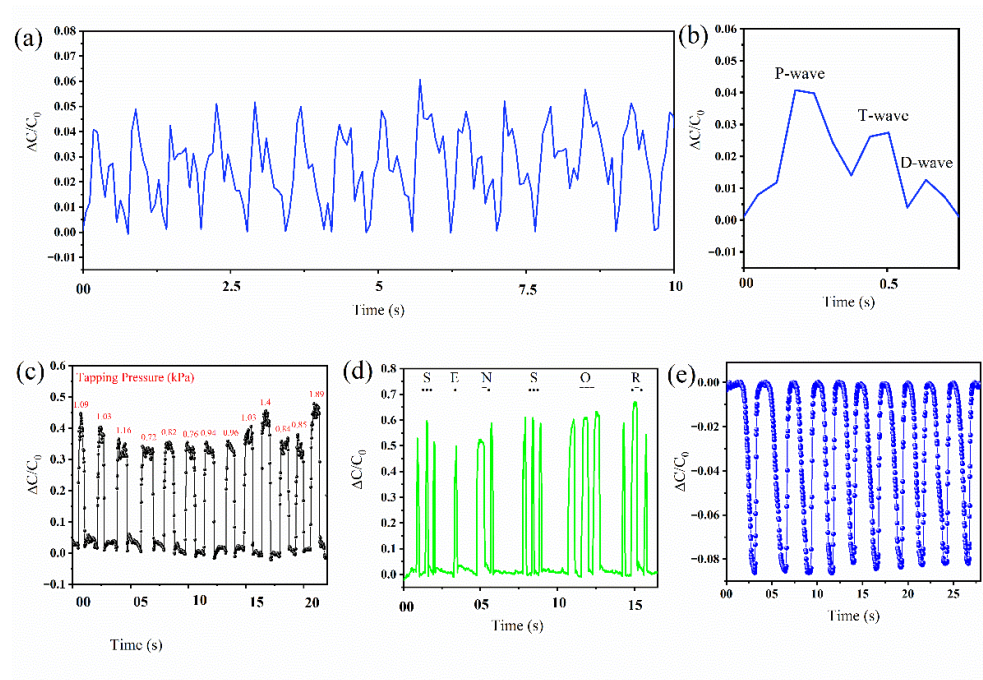 (a)
0.08
0.07
0.06
0.05
0.04
0.03
0.02
0.01
0.00
−0.01
ΔC/C0
00 2.5 5 7.5 10
Time (s)
(b)
0.06
0.05
0.04
0.03
0.02
0.01
0.00
−0.01
ΔC/C0
P-wave
T-wave
D-wave
00 0.5
Time (s)
(c)
0.6
0.5
0.4
0.3
0.2
0.1
0.0
−0.1
ΔC/C0
Tapping Pressure (kPa)
1.09 1.03 1.16 0.72 0.82 0.76 0.94 0.96 1.03 1.4 0.84 0.85 1.89
00 05 10 15 20
Time (s)
(d)
0.8
0.7
0.6
0.5
0.4
0.3
0.2
0.1
0.0
ΔC/C0
S E N S O R
00 05 10 15
Time (s)
(e)
0.00
−0.02
−0.04
−0.06
−0.08
ΔC/C0
00 05 10 15 20 25
Time (s)